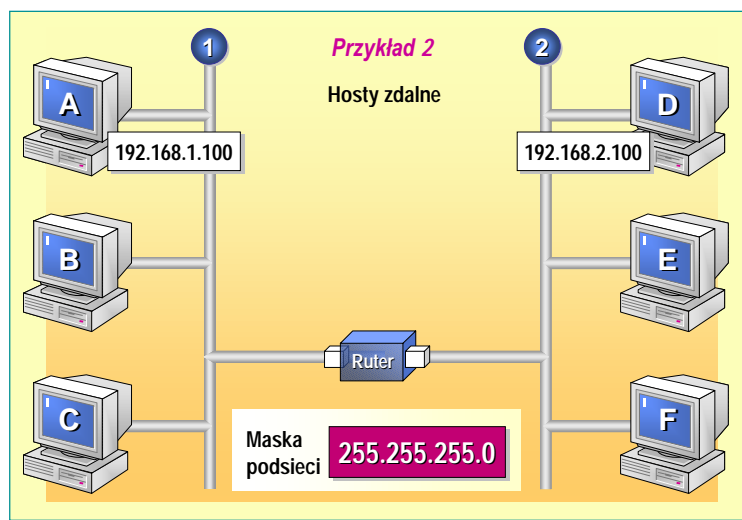 1
Przykład 2
2
Hosty zdalne
A
192.168.1.100
D
192.168.2.100
B
E
Ruter
C
F
Maska
podsieci
255.255.255.0